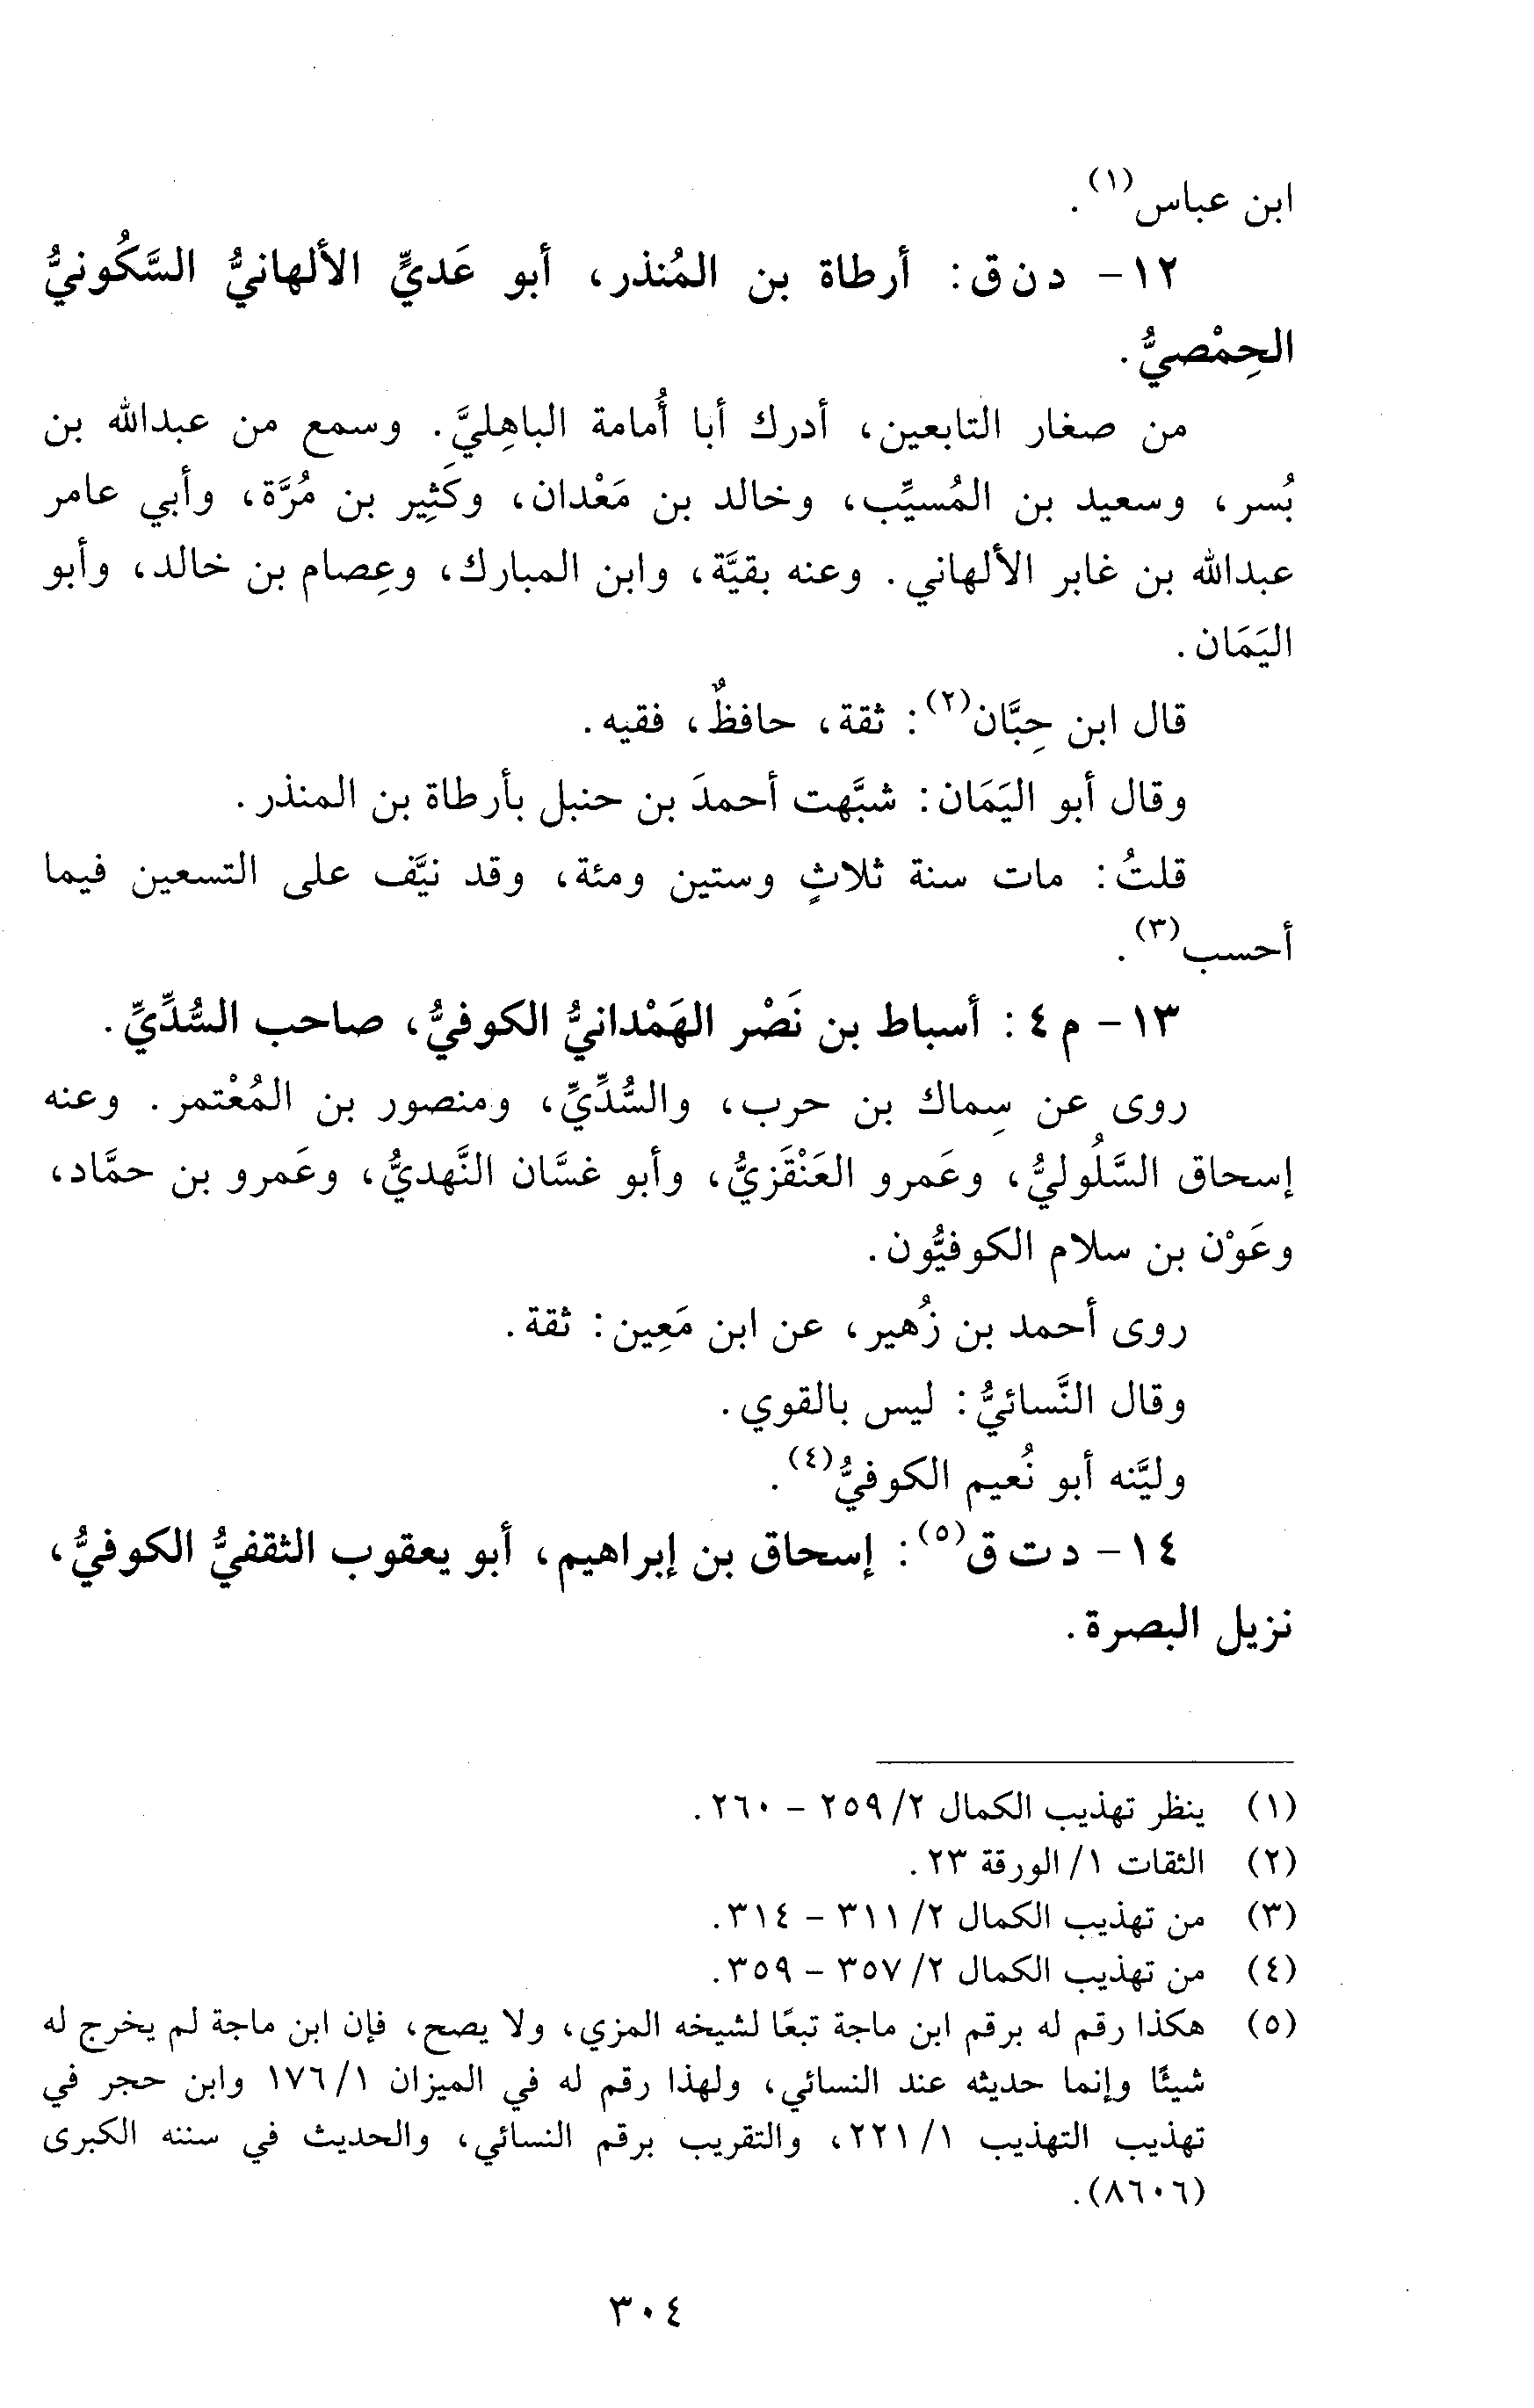 ابن عباس(١).
١٢- د ن ق: أرطاة بن المُنذر، أبو عَديٍّ الألهانيُّ السَّكُونيُّ
الحِمْصيُّ.
من صغار التابعين، أدرك أبا أُمامة الباهِليَّ. وسمع من عبدالله بن
بُسر، وسعيد بن المُسيِّب، وخالد بن مَعْدان، وكَثِير بن مُرَّة، وأبي عامر
عبدالله بن غابر الألهاني. وعنه بقيَّة، وابن المبارك، وعِصام بن خالد، وأبو
اليَمَان.
قال ابن حِبَّان(٢): ثقة، حافظٌ، فقيه.
وقال أبو اليَمَان: شبَّهت أحمدَ بن حنبل بأرطاة بن المنذر.
قلتُ: مات سنة ثلاثٍ وستين ومئة، وقد نيَّف على التسعين فيما
أحسب(٣).
١٣- م ٤: أسباط بن نَصْر الهَمْدانيُّ الكوفيُّ، صاحب السُّدِّيِّ.
روى عن سِماك بن حرب، والسُّدِّيِّ، ومنصور بن المُعْتمر. وعنه
إسحاق السَّلُوليُّ، وعَمرو العَنْقَزيُّ، وأبو غسَّان النَّهديُّ، وعَمرو بن حمَّاد،
وعَوْن بن سلام الكوفيُّون.
روى أحمد بن زُهير، عن ابن مَعِين: ثقة.
وقال النَّسائيُّ: ليس بالقوي.
وليَّنه أبو نُعيم الكوفيُّ(٤).
١٤- د ت ق(٥): إسحاق بن إبراهيم، أبو يعقوب الثقفيُّ الكوفيُّ،
نزيل البصرة.
(١) ينظر تهذيب الكمال ٢/ ٢٥٩ - ٢٦٠.
(٢) الثقات ١/ الورقة ٢٣.
(٣) من تهذيب الكمال ٢/ ٣١١ - ٣١٤.
(٤) من تهذيب الكمال ٢/ ٣٥٧ - ٣٥٩.
(٥) هكذا رقم له برقم ابن ماجة تبعًا لشيخه المزي، ولا يصح، فإن ابن ماجة لم يخرج له
شيئًا وإنما حديثه عند النسائي، ولهذا رقم له في الميزان ١/ ١٧٦ وابن حجر في
تهذيب التهذيب ١/ ٢٢١، والتقريب برقم النسائي، والحديث في سننه الكبرى
(٨٦٠٦).
٣٠٤